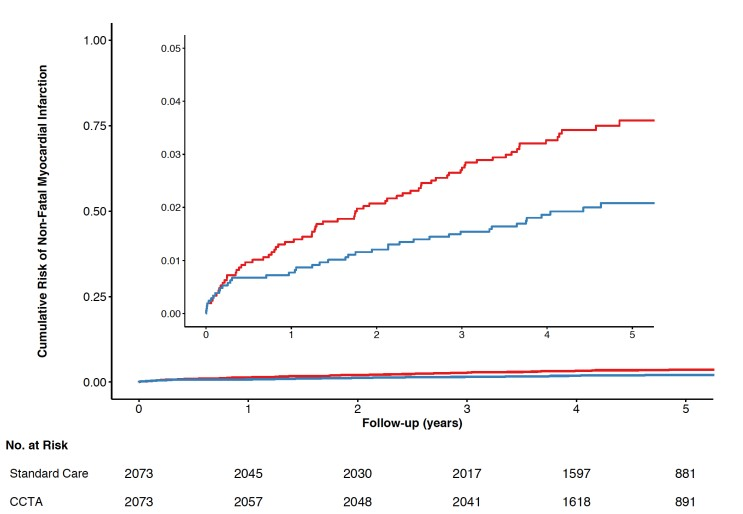 Cumulative Risk of Non-Fatal Myocardial Infarction
1.00
0.75
0.50
0.25
0.00
0.05
0.04
0.03
0.02
0.01
0.00
0 1 2 3 4 5
0 1 2 3 4 5
Follow-up (years)
No. at Risk
Standard Care 2073 2045 2030 2017 1597 881
CCTA 2073 2057 2048 2041 1618 891